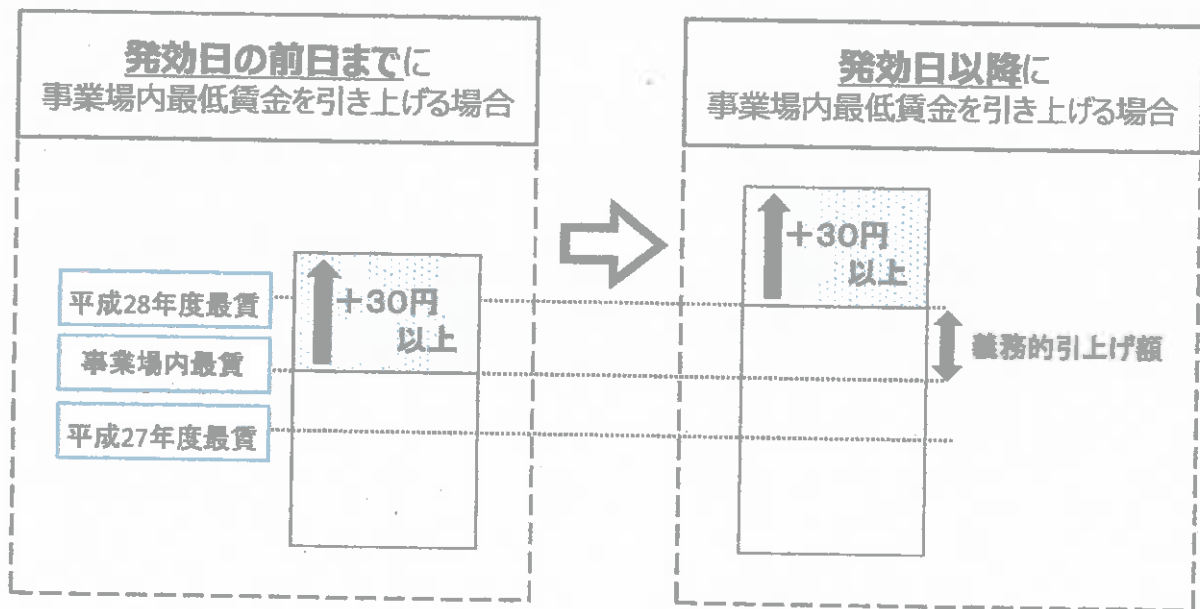 発効日の前日までに
事業場内最低賃金を引き上げる場合
平成28年度最賃
事業場内最賃
平成27年度最賃
＋30円
以上
発効日以降に
事業場内最低賃金を引き上げる場合
＋30円
以上
義務的引上げ額